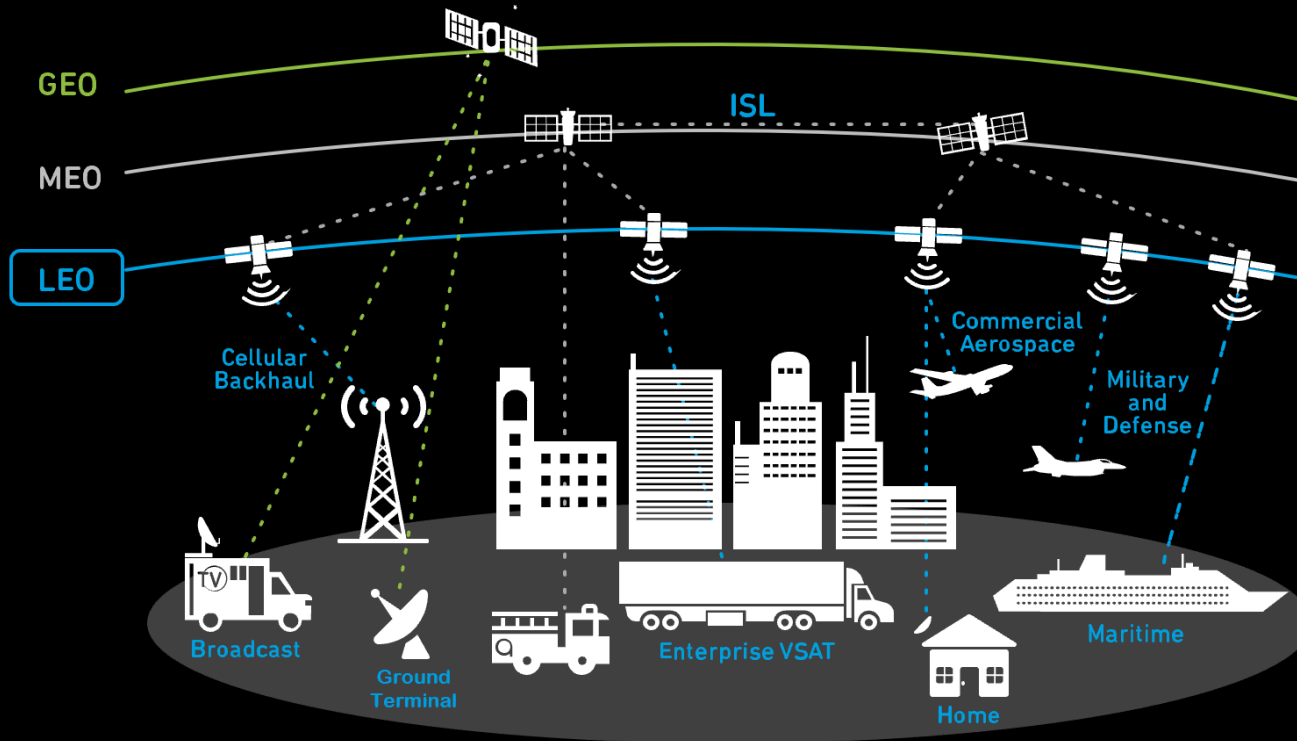 GEO
ISL
MEO
LEO
Commercial
Aerospace
Cellular
Backhaul
Military
and
Defense
TV
Broadcast
Ground
Terminal
a
Enterprise VSAT
Home
Maritime